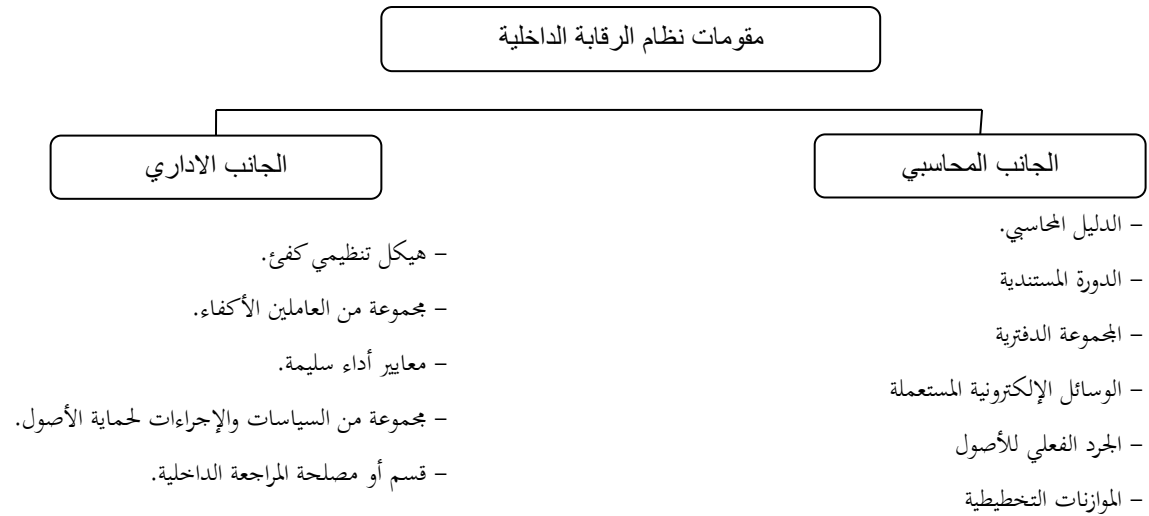 مقومات نظام الرقابة الداخلية
الجانب المحاسبي
– الدليل المحاسبي.
– الدورة المستندية
– المجموعة الدفترية
– الوسائل الإلكترونية المستعملة
– الجرد الفعلي للأصول
– الموازنات التخطيطية
الجانب الاداري
– هيكل تنظيمي كفئ.
– مجموعة من العاملين الأكفاء.
– معايير أداء سليمة.
– مجموعة من السياسات والإجراءات لحماية الأصول.
– قسم أو مصلحة المراجعة الداخلية.